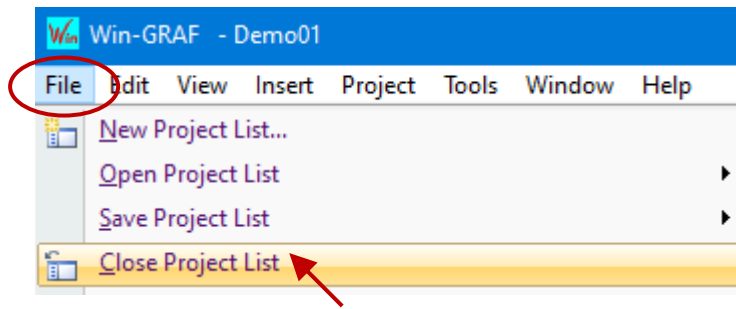 Win Win-GRAF - Demo01
File Edit View Insert Project Tools Window Help
New Project List...
Open Project List
Save Project List
Close Project List